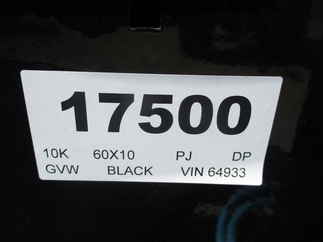 17500
10K 60X10 PJ DP
GVW BLACK VIN 64933